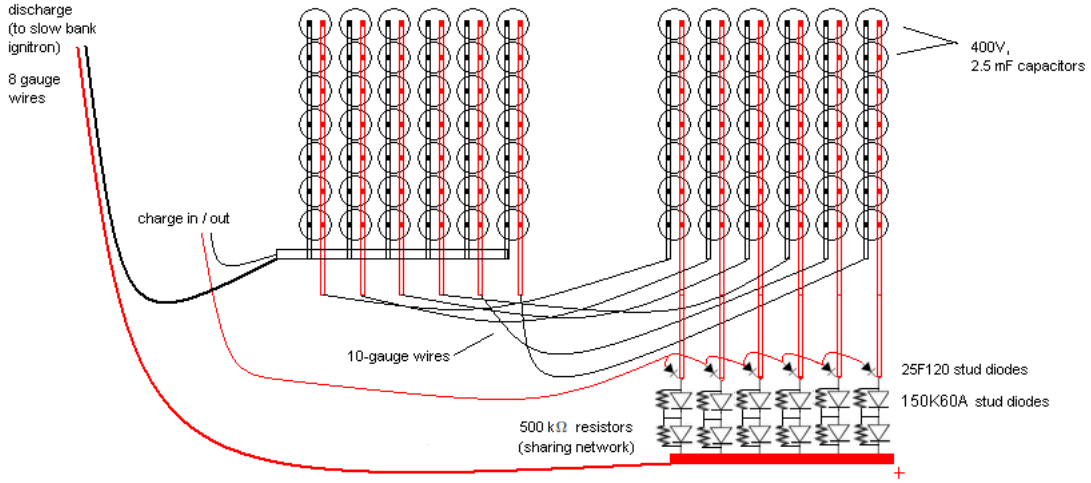 discharge
(to slow bank
ignitron)
8 gauge
wires
400V,
2.5 mF capacitors
charge in / out
10-gauge wires
25F120 stud diodes
150K60A stud diodes
500 kΩ resistors
(sharing network)
+